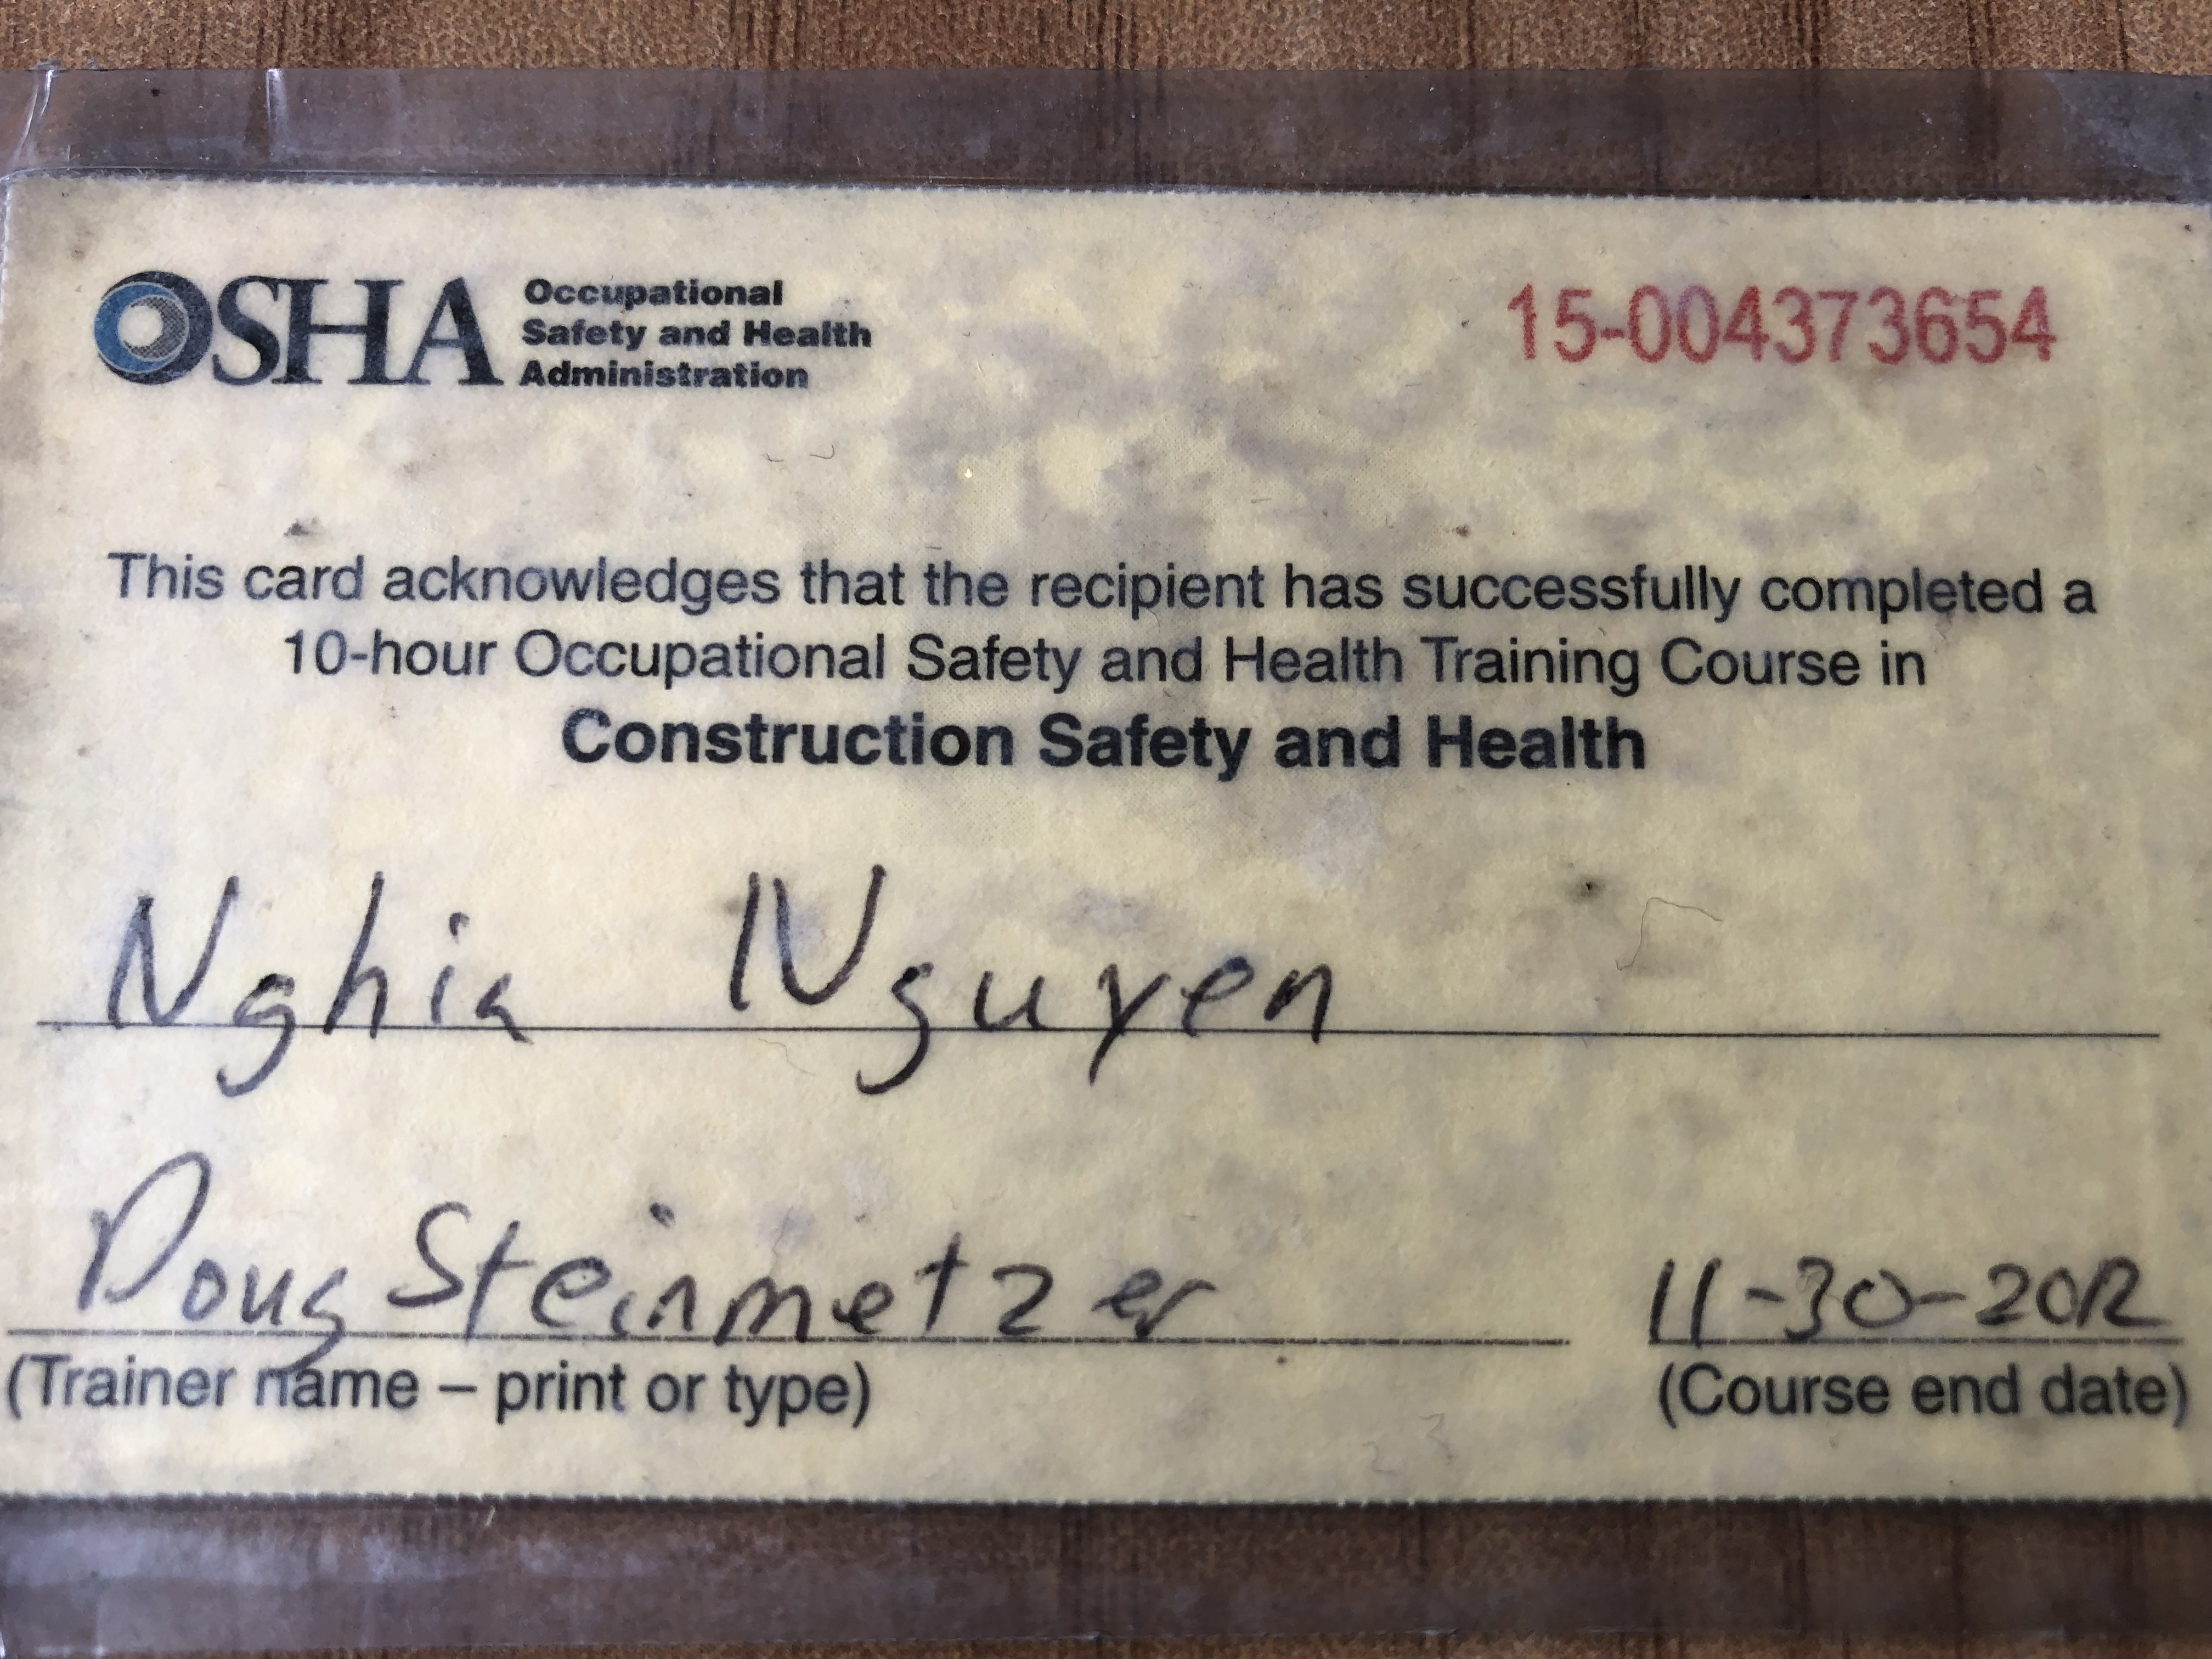 OSHA
Occupational
Safety and Health
Administration
15-004373654
This card acknowledges that the recipient has successfully completed a
10-hour Occupational Safety and Health Training Course in
Construction Safety and Health
Nghia Nguyen
Doug Steinmetzer
11-30-2012
(Trainer name – print or type)
(Course end date)